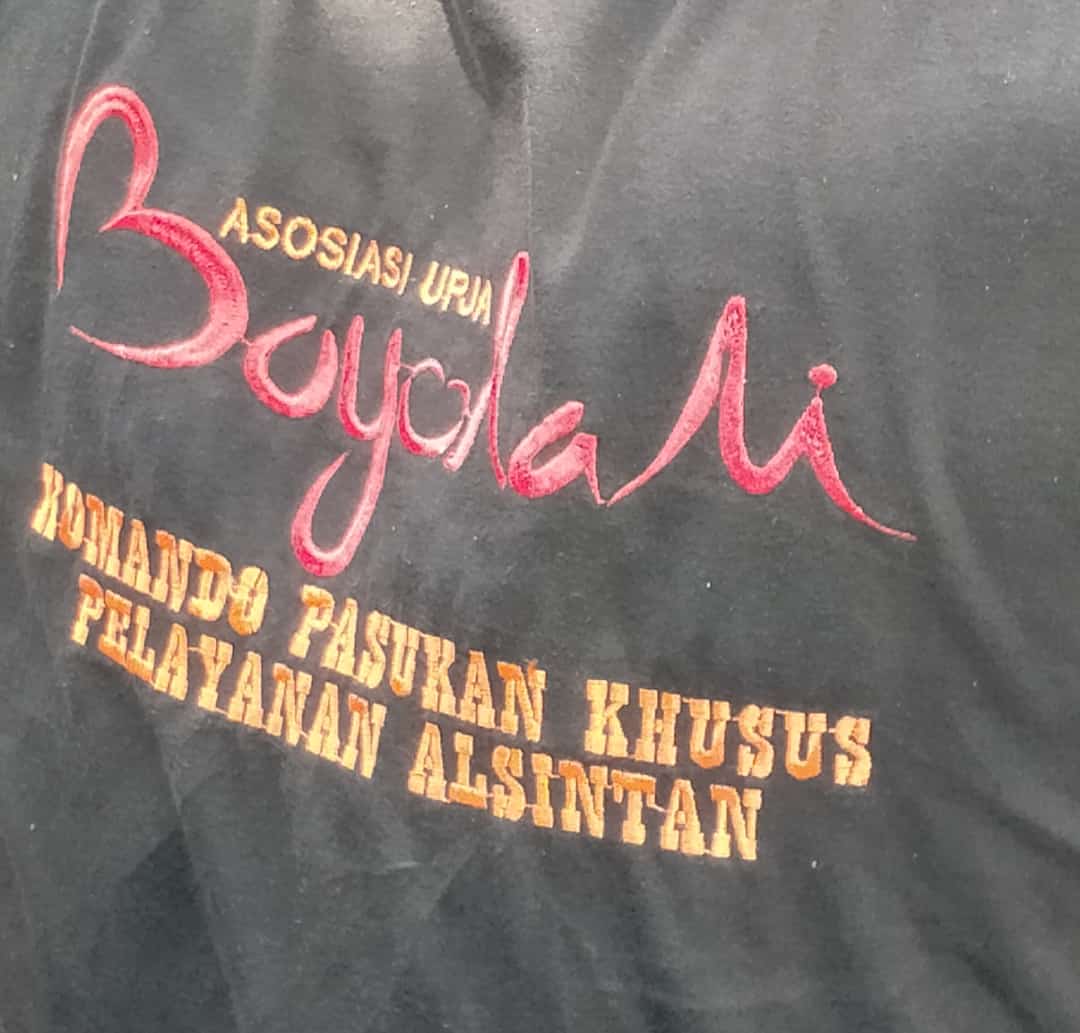 ASOSIASI UPJA
Boyolali
KOMANDO PASUKAN KHUSUS
PELAYANAN ALSINTAN